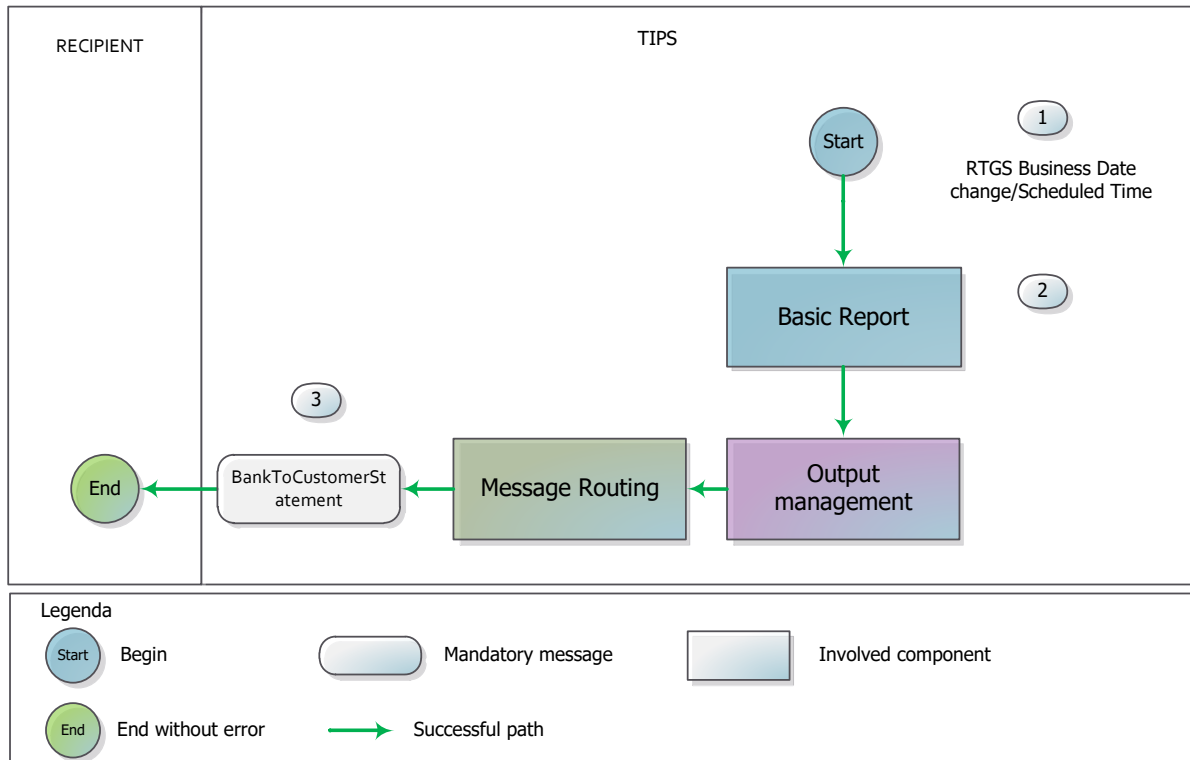 RECIPIENT
TIPS
Start
1
RTGS Business Date
change/Scheduled Time
Basic Report
2
3
End
BankToCustomerSt
atement
Message Routing
Output
management
Legenda
Start
Begin
Mandatory message
Involved component
End
End without error
Successful path